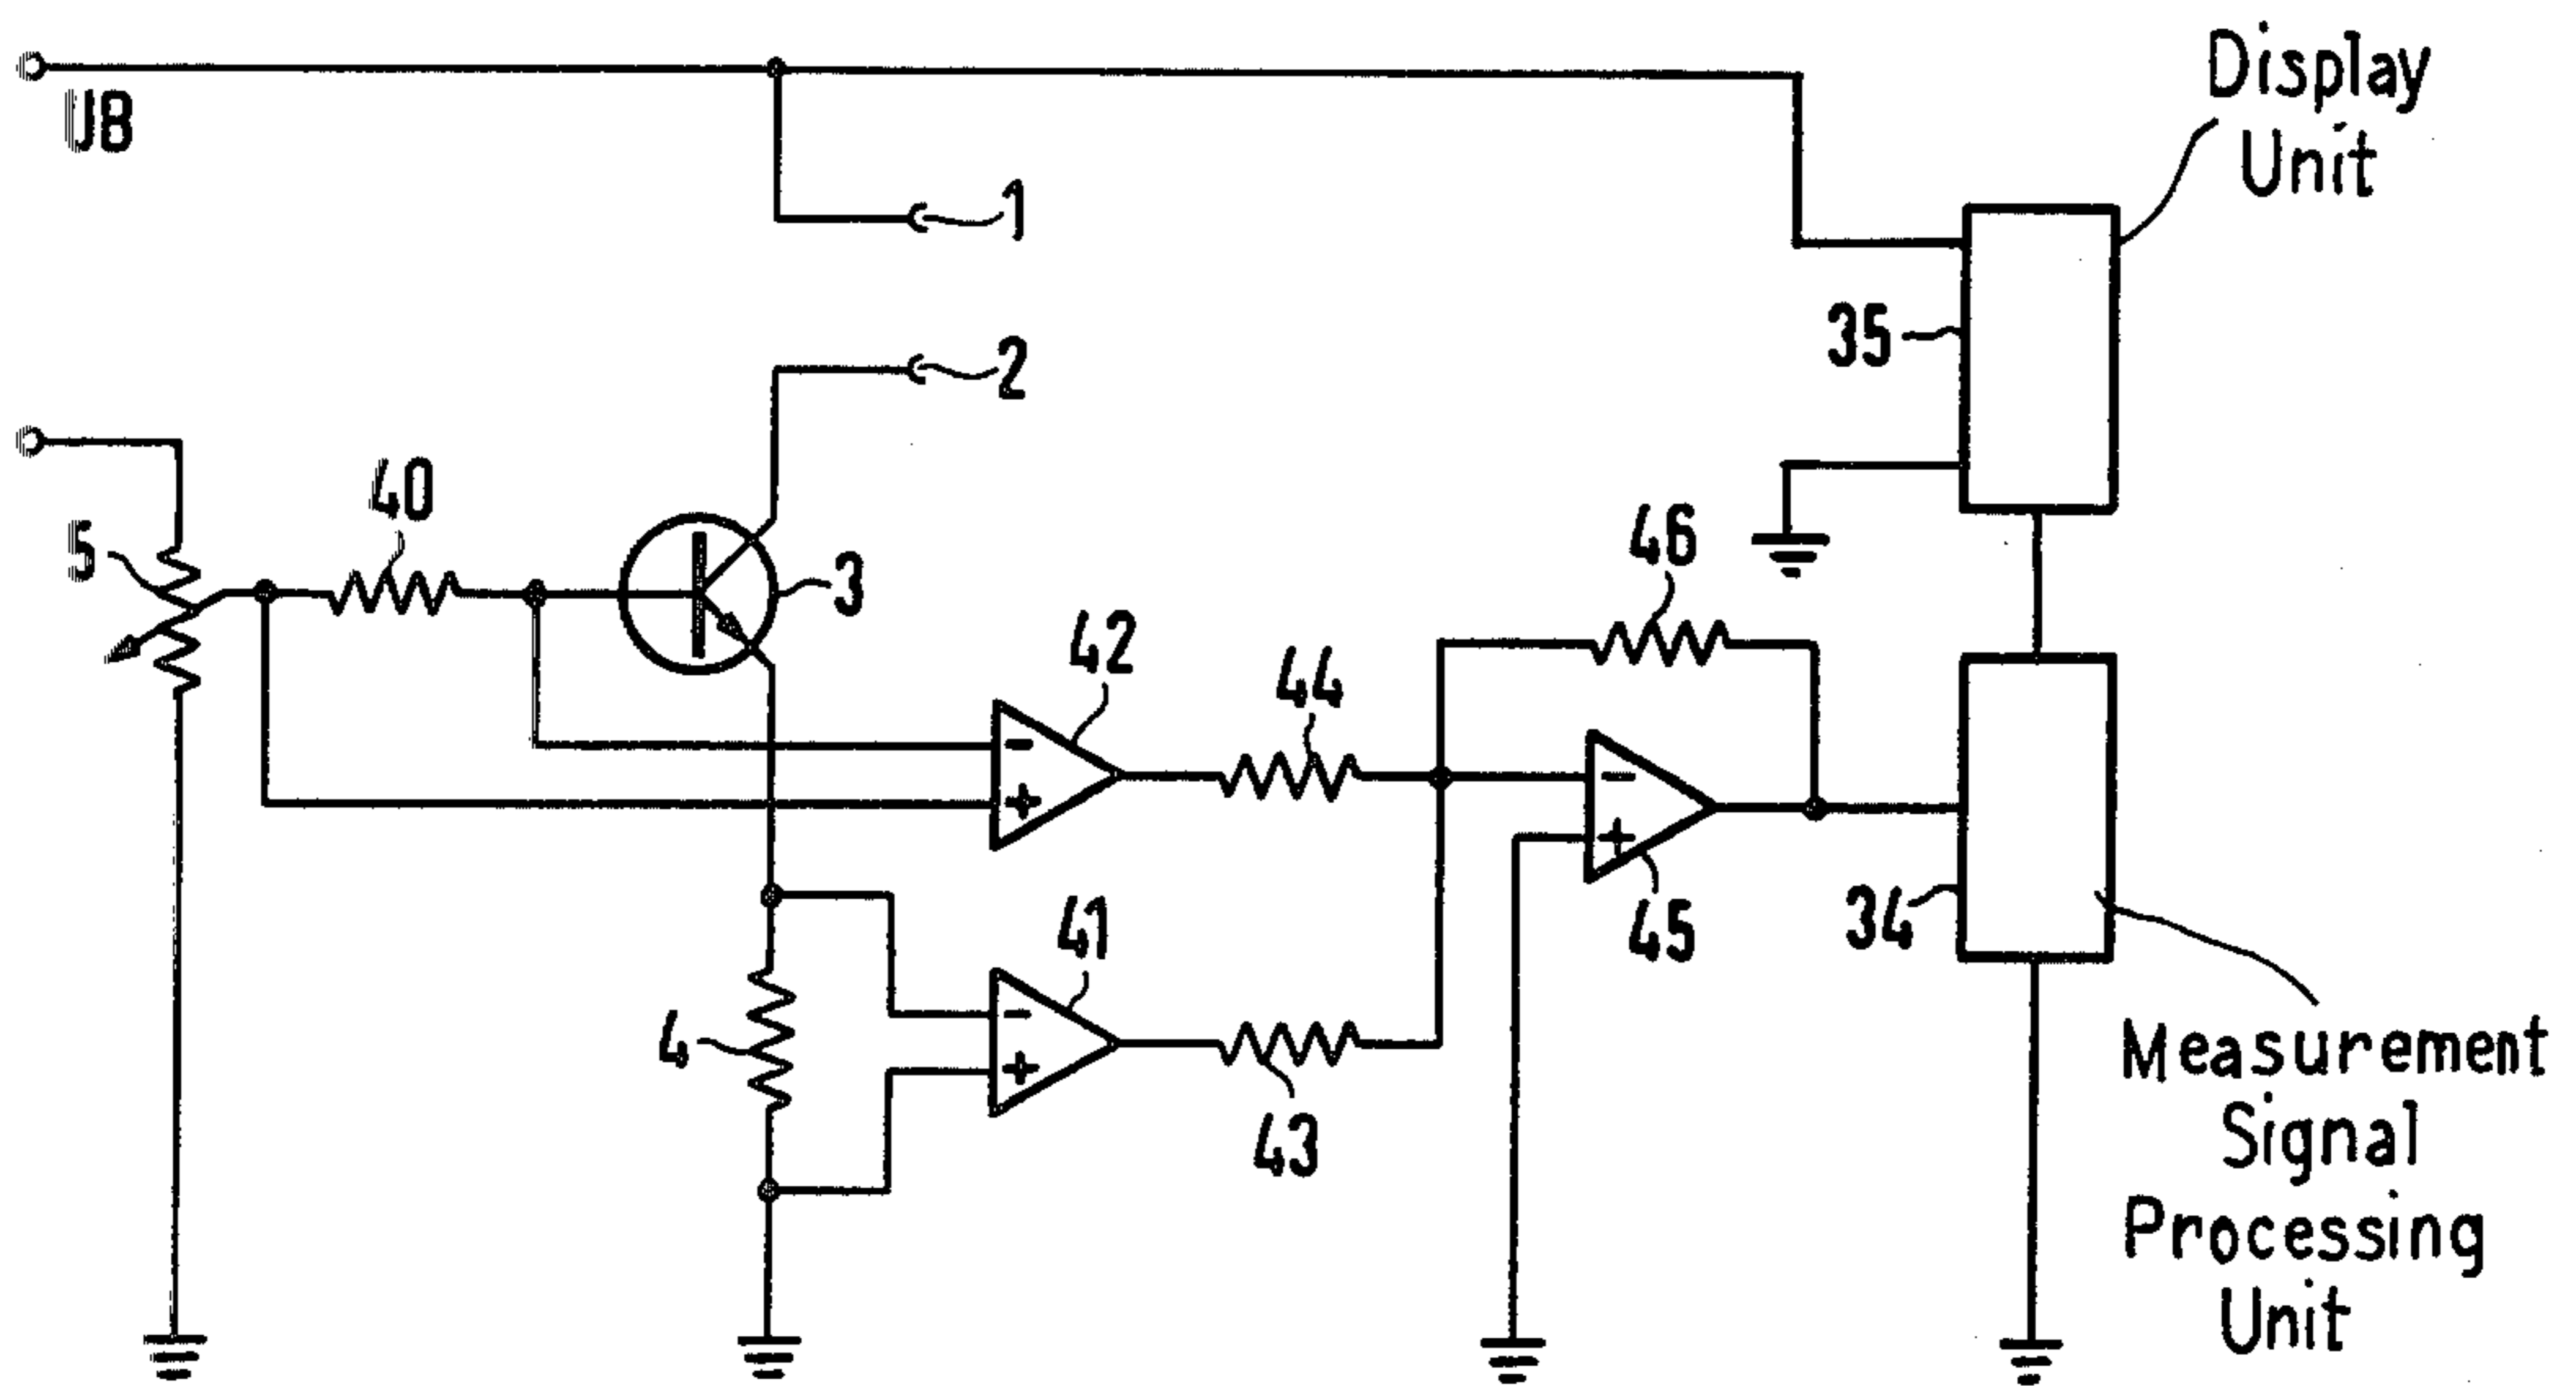 Display
Unit
UB
1
2
35
5
40
3
46
42
44
-
+
-
+
45
34
41
4
-
+
43
Measurement
Signal
Processing
Unit